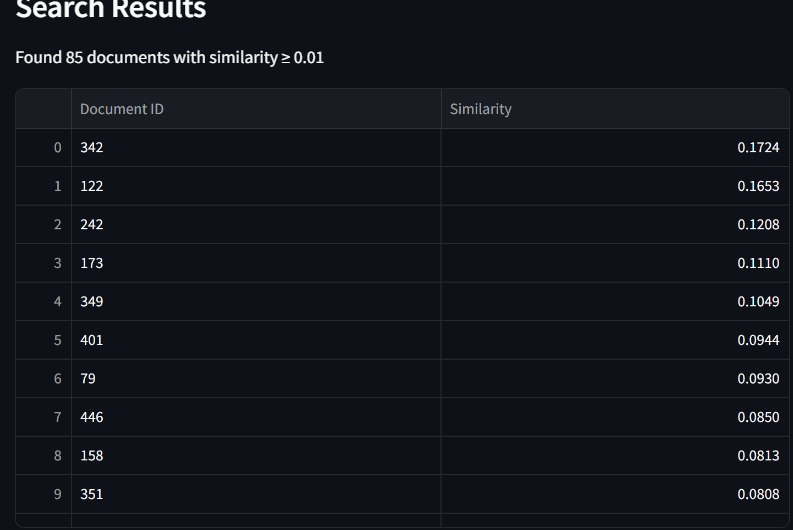 Search Results
Found 85 documents with similarity ≥ 0.01
Document ID Similarity
0 342 0.1724
1 122 0.1653
2 242 0.1208
3 173 0.1110
4 349 0.1049
5 401 0.0944
6 79 0.0930
7 446 0.0850
8 158 0.0813
9 351 0.0808